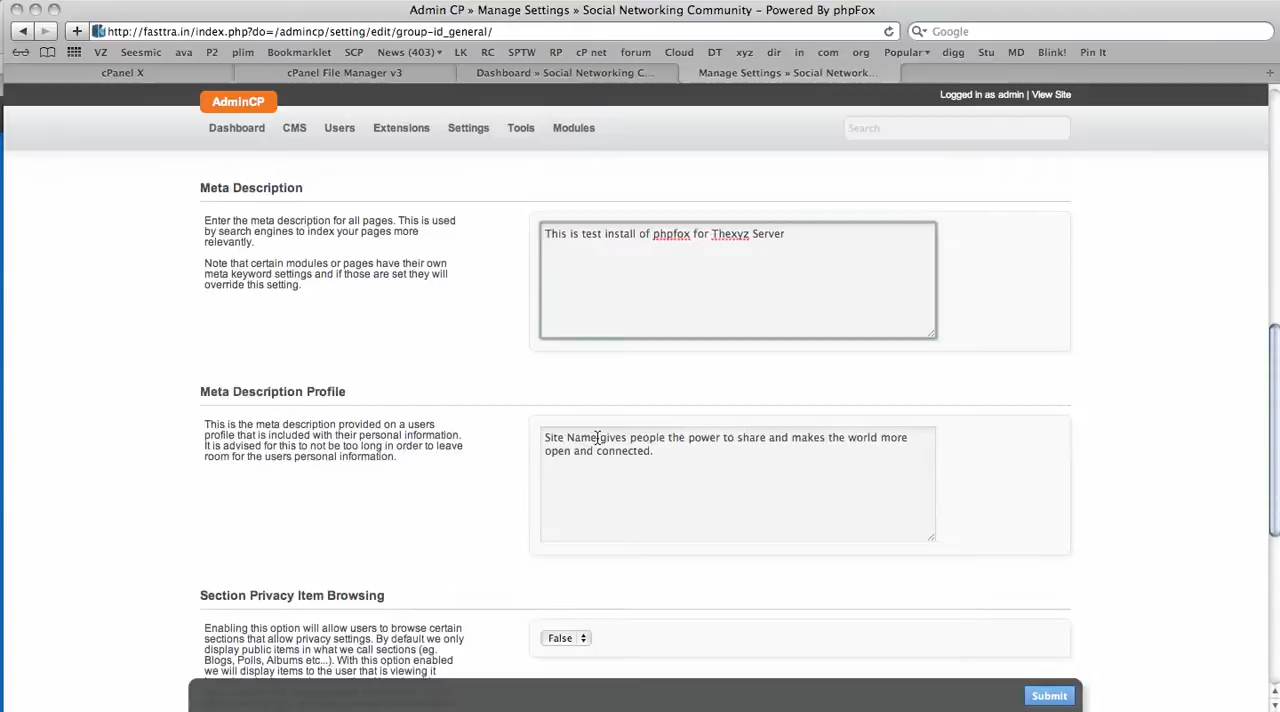 Admin CP » Manage Settings » Social Networking Community - Powered By phpFox
http://fasttra.in/index.php?do=/admincp/setting/edit/group-id_general/
Google
VZ Seesmic ava P2 plim Bookmarklet SCP News (403) LK RC SPTW RP cP net forum Cloud DT xyz dir in com org Popular digg Stu MD Blink! Pin It
cPanel X
cPanel File Manager v3
Dashboard » Social Networking C...
Manage Settings » Social Network...
AdminCP
Logged in as admin | View Site
Dashboard CMS Users Extensions Settings Tools Modules
Search
Meta Description
Enter the meta description for all pages. This is used
by search engines to index your pages more
relevantly.
Note that certain modules or pages have their own
meta keyword settings and if those are set they will
override this setting.
This is test install of phpfox for Thexyz Server
Meta Description Profile
This is the meta description provided on a users
profile that is included with their personal information.
It is advised for this to not be too long in order to leave
room for the users personal information.
Site Name gives people the power to share and makes the world more
open and connected.
Section Privacy Item Browsing
Enabling this option will allow users to browse certain
sections that allow privacy settings. By default we only
display public items in what we call sections (eg.
Blogs, Polls, Albums etc...). With this option enabled
we will display items to the user that is viewing it
False
Submit